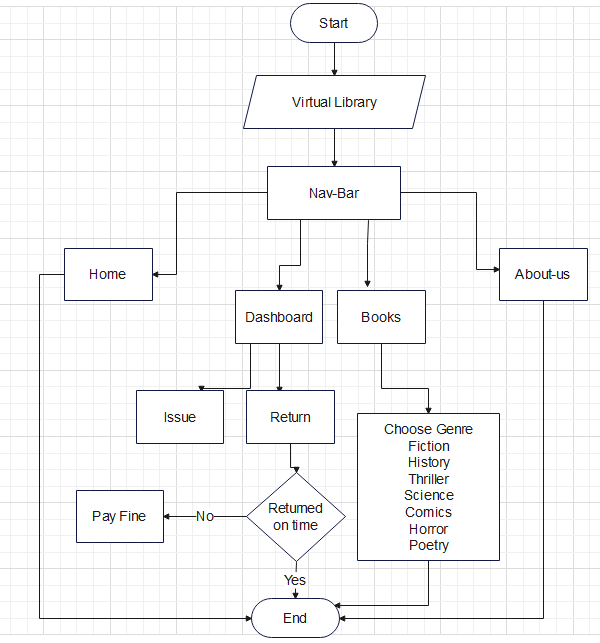 Start
Virtual Library
Nav-Bar
Home
About-us
Dashboard
Books
Issue
Return
Choose Genre
Fiction
History
Thriller
Science
Comics
Horror
Poetry
Returned
on time
No
Pay Fine
Yes
End